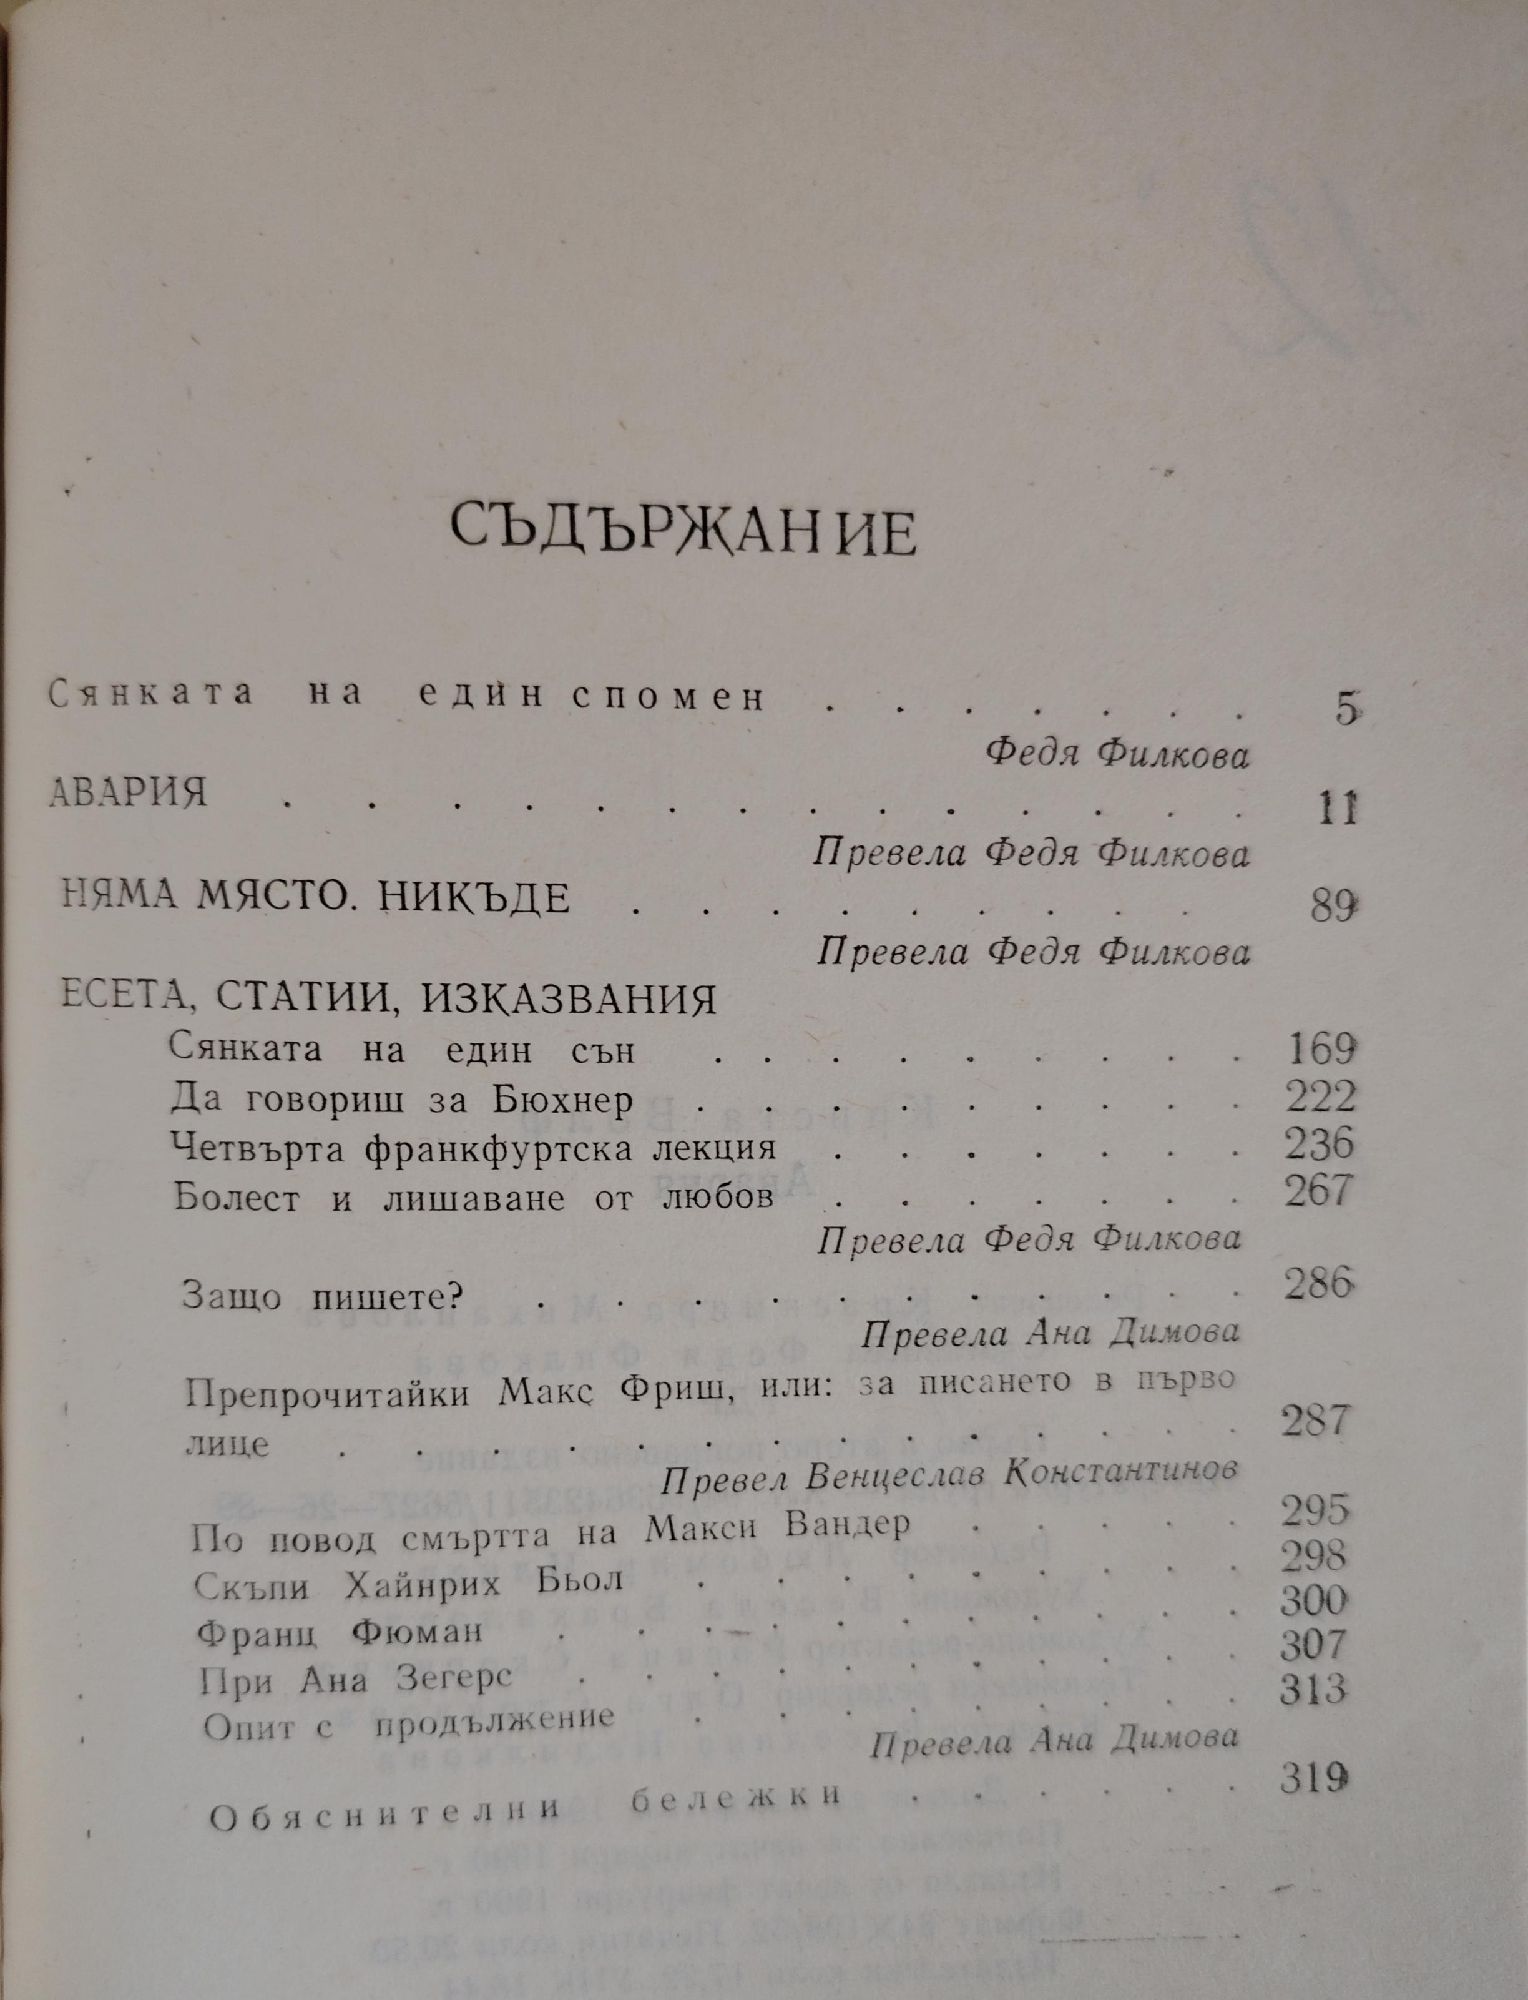 СЪДЪРЖАНИЕ
Сянката на един спомен . . . . . . . 5
Федя Филкова
АВАРИЯ . . . . . . . . . . . . . . 11
Превела Федя Филкова
НЯМА МЯСТО. НИКЪДЕ . . . . . . . . . 89
Превела Федя Филкова
ЕСЕТА, СТАТИИ, ИЗКАЗВАНИЯ
Сянката на един сън . . . . . . . . . 169
Да говориш за Бюхнер . . . . . . . . . 222
Четвърта франкфуртска лекция . . . . . . . 236
Болест и лишаване от любов . . . . . . . 267
Превела Федя Филкова
Защо пишете? . . . . . . . . . . . 286
Превела Ана Димова
Препрочитайки Макс Фриш, или: за писането в първо
лице . . . . . . . . . . . . . . 287
Превел Венцеслав Константинов
По повод смъртта на Макси Вандер . . . . . 295
Скъпи Хайнрих Бьол . . . . . . . . . 298
Франц Фюман . . . . . . . . . . . 300
При Ана Зегерс . . . . . . . . . . 307
Опит с продължение . . . . . . . . . 313
Превела Ана Димова
Обяснителни бележки . . . . . . 319